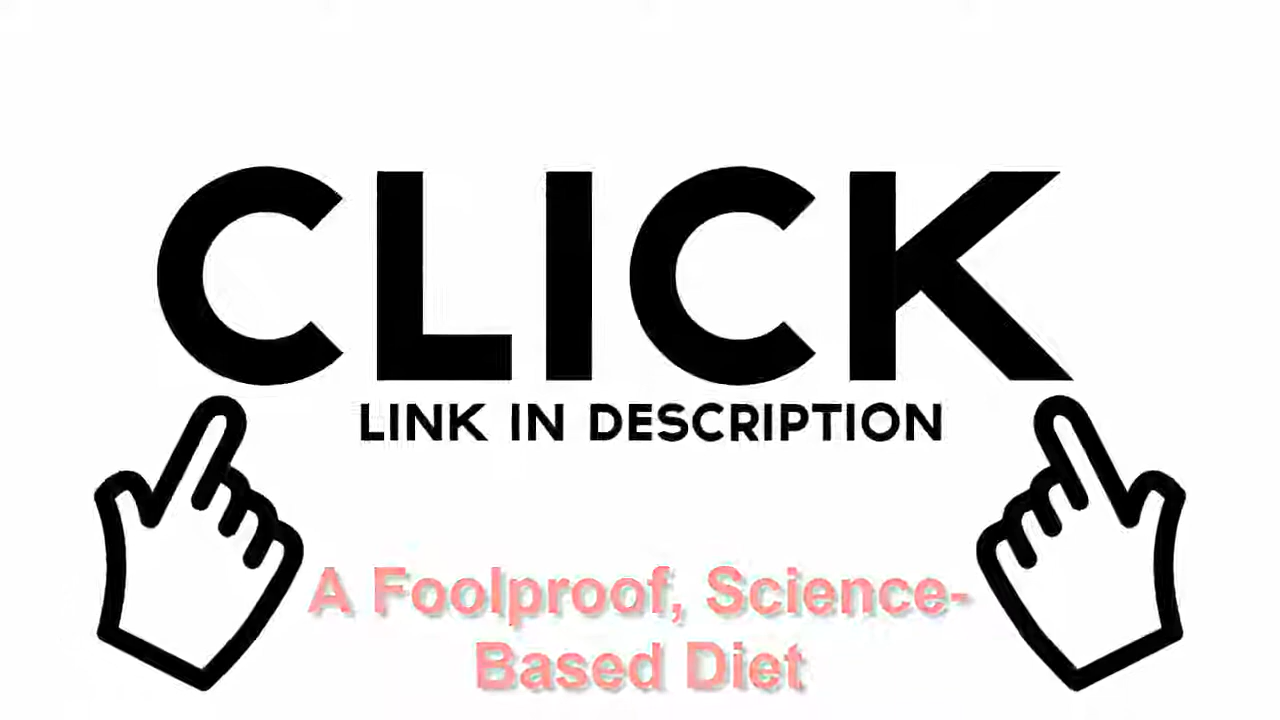 CLICK
LINK IN DESCRIPTION
A Foolproof, Science-
Based Diet